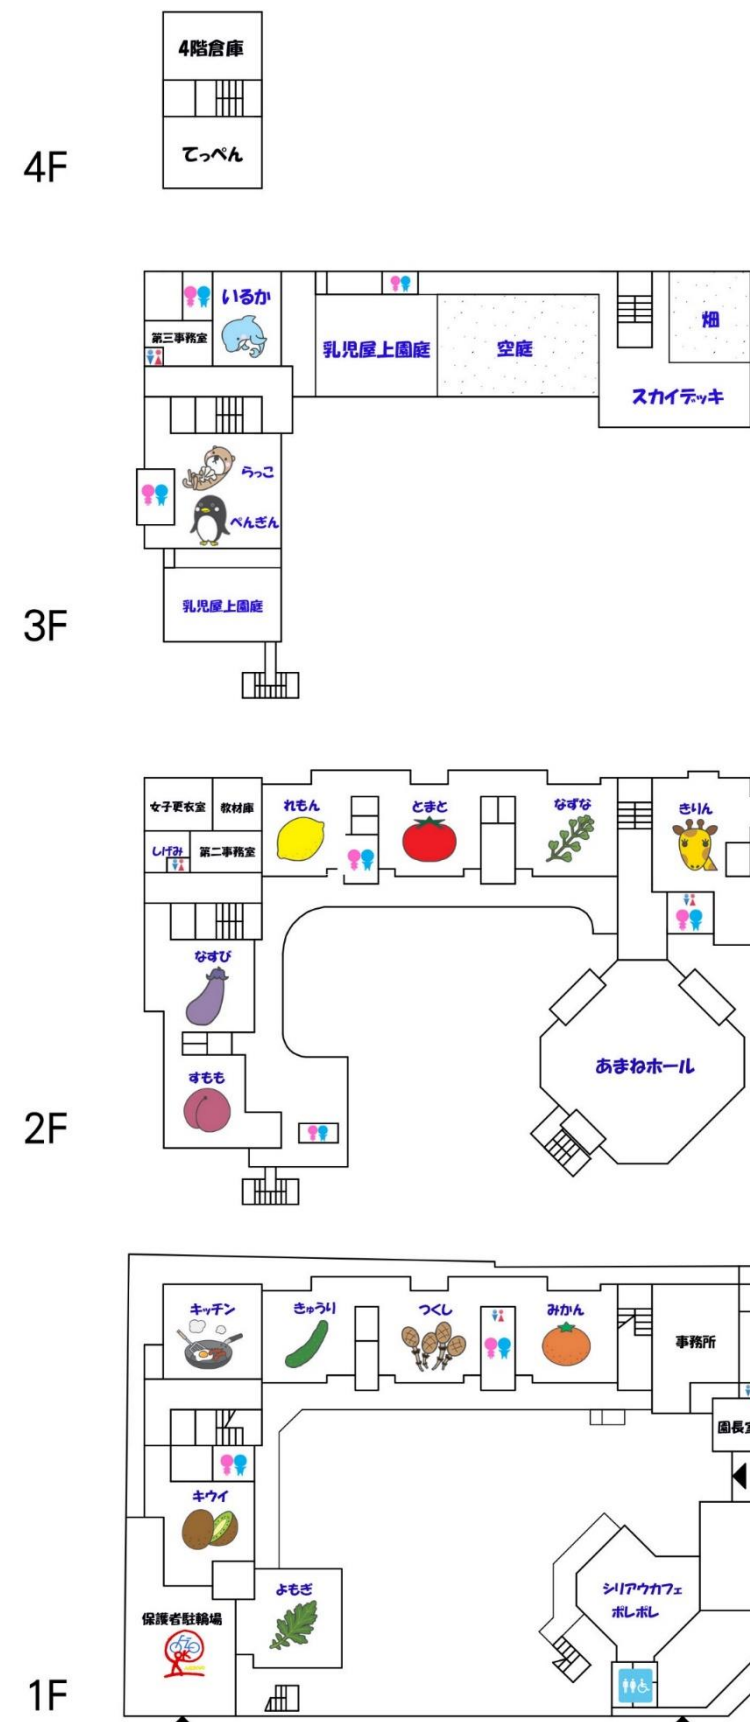 4階倉庫
てっぺん
4F
いるか
第三事務室
乳児屋上園庭
空庭
畑
スカイデッキ
らっこ
ぺんぎん
乳児屋上園庭
3F
女子更衣室
教材庫
れもん
とまと
なずな
きりん
しげみ
第二事務室
なすび
あまねホール
すもも
2F
キッチン
きゅうり
つくし
みかん
事務所
園長室
キウイ
よもぎ
シリアウカフェ
ポレポレ
保護者駐輪場
1F